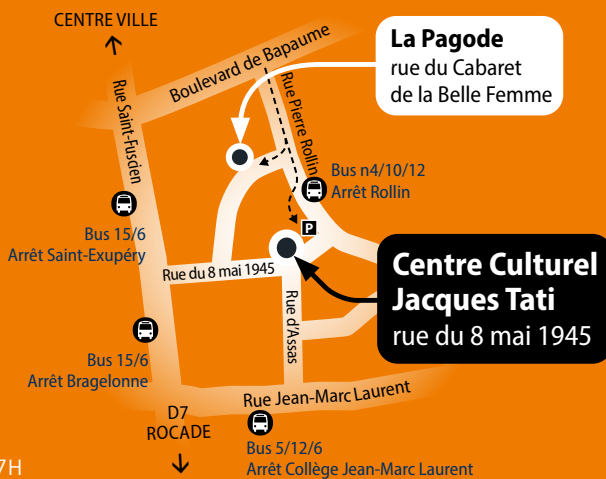 CENTRE VILLE
Boulevard de Bapaume
La Pagode
rue du Cabaret
de la Belle Femme
Rue Saint-Fuscien
Rue Pierre Rollin
Bus n4/10/12
Arrêt Rollin
P
Bus 15/6
Arrêt Saint-Exupéry
Rue du 8 mai 1945
Centre Culturel
Jacques Tati
rue du 8 mai 1945
Rue d'Assas
Bus 15/6
Arrêt Bragelonne
Rue Jean-Marc Laurent
D7
ROCADE
Bus 5/12/6
Arrêt Collège Jean-Marc Laurent
7H